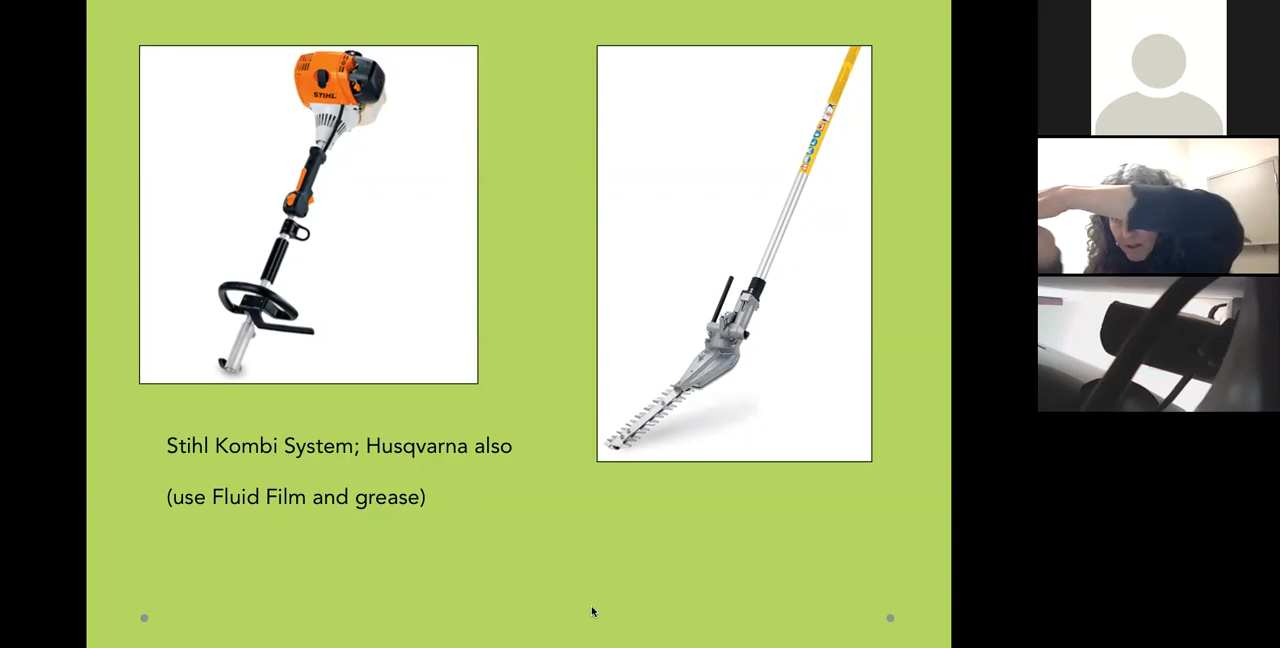 STIHL
Stihl Kombi System; Husqvarna also
(use Fluid Film and grease)